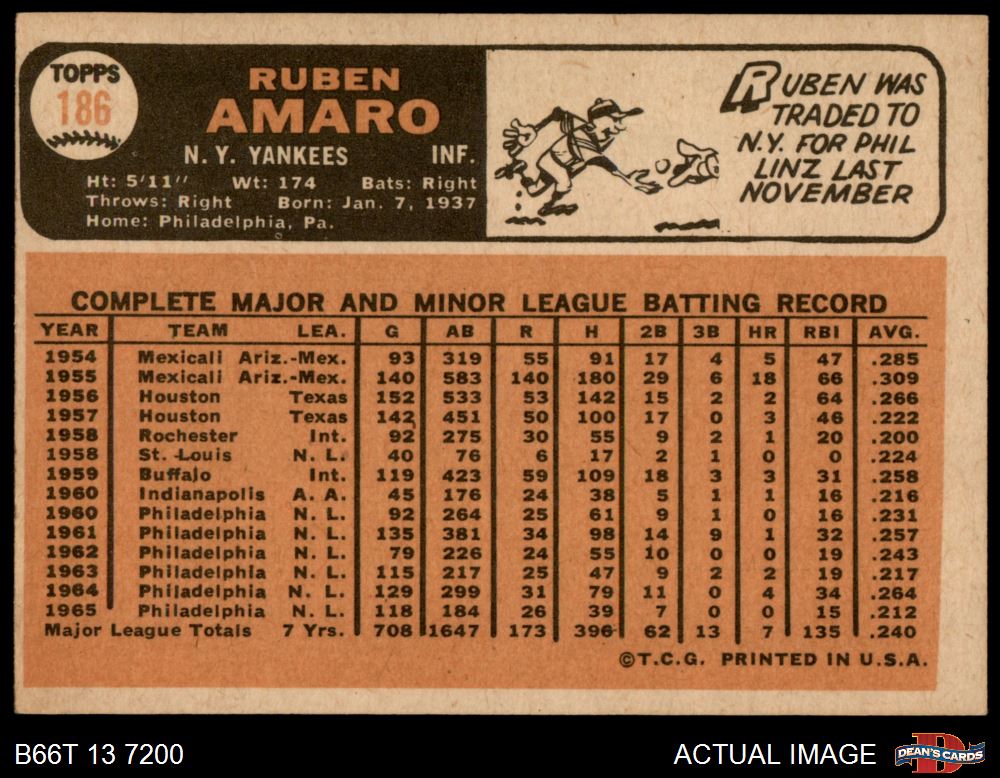 TOPPS
186
RUBEN
AMARO
N. Y. YANKEES INF.
Ht: 5'11" Wt: 174 Bats: Right
Throws: Right Born: Jan. 7, 1937
Home: Philadelphia, Pa.
RUBEN WAS
TRADED TO
N.Y. FOR PHIL
LINZ LAST
NOVEMBER
COMPLETE MAJOR AND MINOR LEAGUE BATTING RECORD
YEAR TEAM LEA. G AB R H 2B 3B HR RBI AVG.
1954 Mexicali Ariz.-Mex. 93 319 55 91 17 4 5 47 .285
1955 Mexicali Ariz.-Mex. 140 583 140 180 29 6 18 66 .309
1956 Houston Texas 152 533 53 142 15 2 2 64 .266
1957 Houston Texas 142 451 50 100 17 0 3 46 .222
1958 Rochester Int. 92 275 30 55 9 2 1 20 .200
1958 St. Louis N. L. 40 76 6 17 2 1 0 0 .224
1959 Buffalo Int. 119 423 59 109 18 3 3 31 .258
1960 Indianapolis A. A. 45 176 24 38 5 1 1 16 .216
1960 Philadelphia N. L. 92 264 25 61 9 1 0 16 .231
1961 Philadelphia N. L. 135 381 34 98 14 9 1 32 .257
1962 Philadelphia N. L. 79 226 24 55 10 0 0 19 .243
1963 Philadelphia N. L. 115 217 25 47 9 2 2 19 .217
1964 Philadelphia N. L. 129 299 31 79 11 0 4 34 .264
1965 Philadelphia N. L. 118 184 26 39 7 0 0 15 .212
Major League Totals 7 Yrs. 708 1647 173 396 62 13 7 135 .240
©T.C.G. PRINTED IN U.S.A.
B66T 13 7200 ACTUAL IMAGE
DEAN'S CARDS